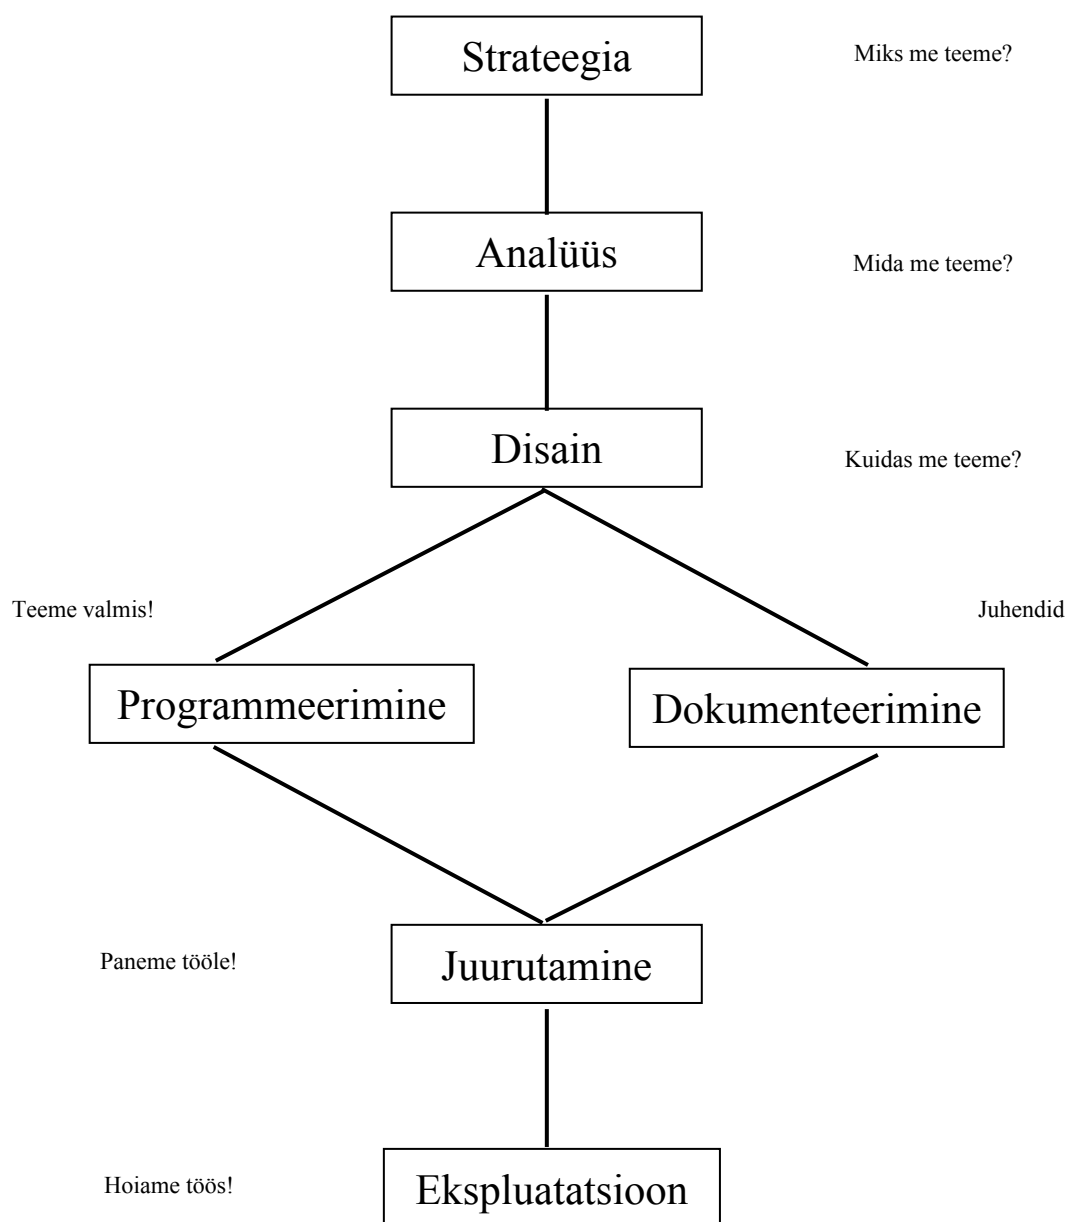 Strateegia
Miks me teeme?
Analüüs
Mida me teeme?
Disain
Kuidas me teeme?
Teeme valmis!
Juhendid
Programmeerimine
Dokumenteerimine
Paneme tööle!
Juurutamine
Hoiame töös!
Ekspluatatsioon